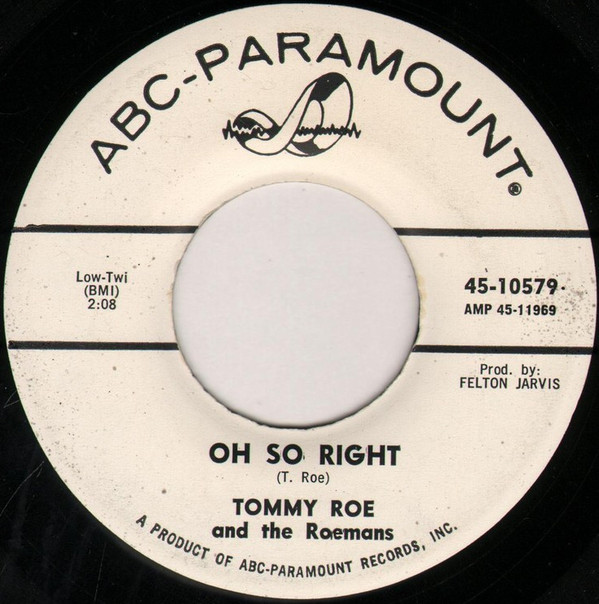 ABC-PARAMOUNT®
Low-Twi
(BMI)
2:08
45-10579
AMP 45-11969
Prod. by:
FELTON JARVIS
OH SO RIGHT
(T. Roe)
TOMMY ROE
and the Roemans
A PRODUCT OF ABC-PARAMOUNT RECORDS, INC.